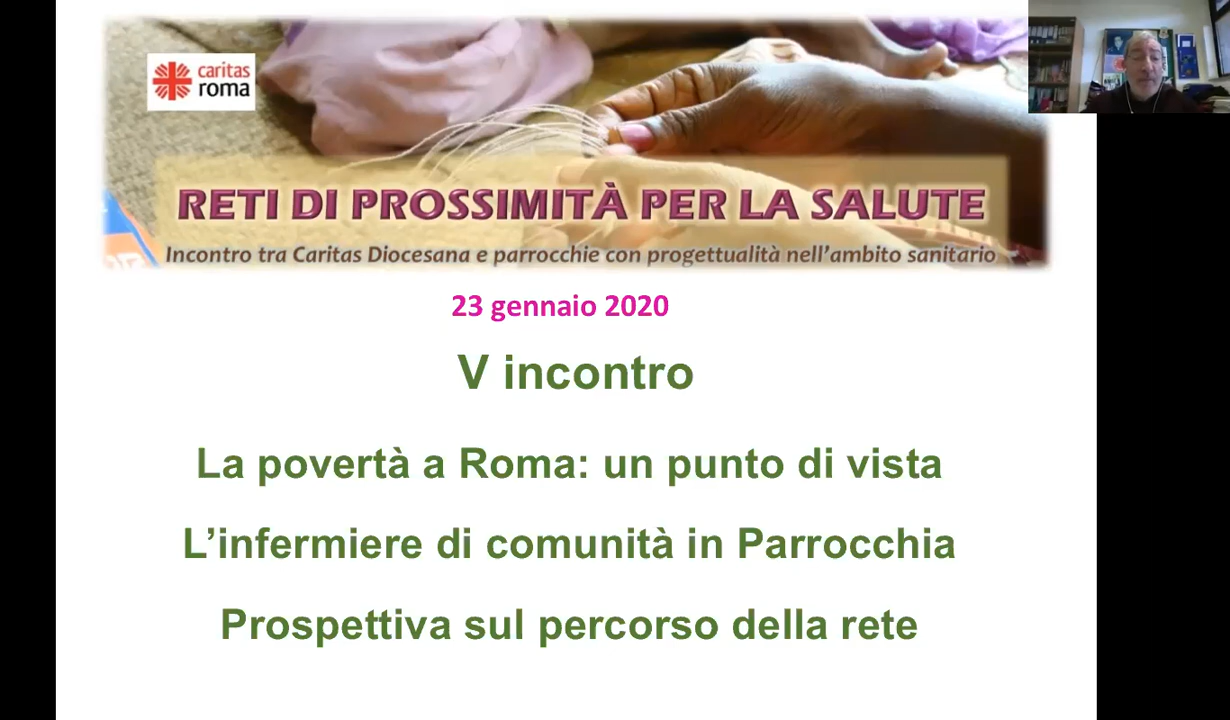 caritas
roma
RETI DI PROSSIMITÀ PER LA SALUTE
Incontro tra Caritas Diocesana e parrocchie con progettualità nell'ambito sanitario
23 gennaio 2020
V incontro
La povertà a Roma: un punto di vista
L’infermiere di comunità in Parrocchia
Prospettiva sul percorso della rete